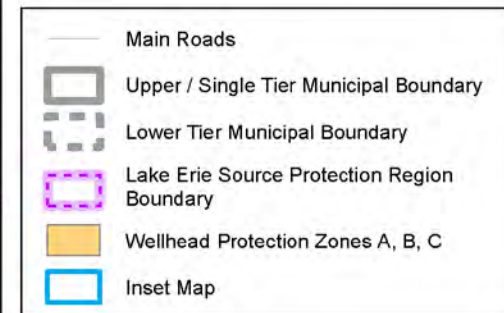 Main Roads
Upper / Single Tier Municipal Boundary
Lower Tier Municipal Boundary
Lake Erie Source Protection Region
Boundary
Wellhead Protection Zones A, B, C
Inset Map